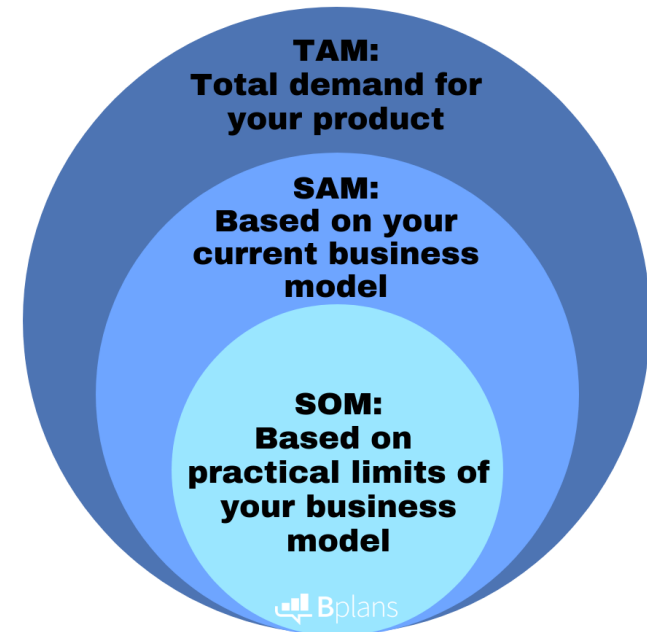 TAM:
Total demand for
your product
SAM:
Based on your
current business
model
SOM:
Based on
practical limits of
your business
model
Bplans